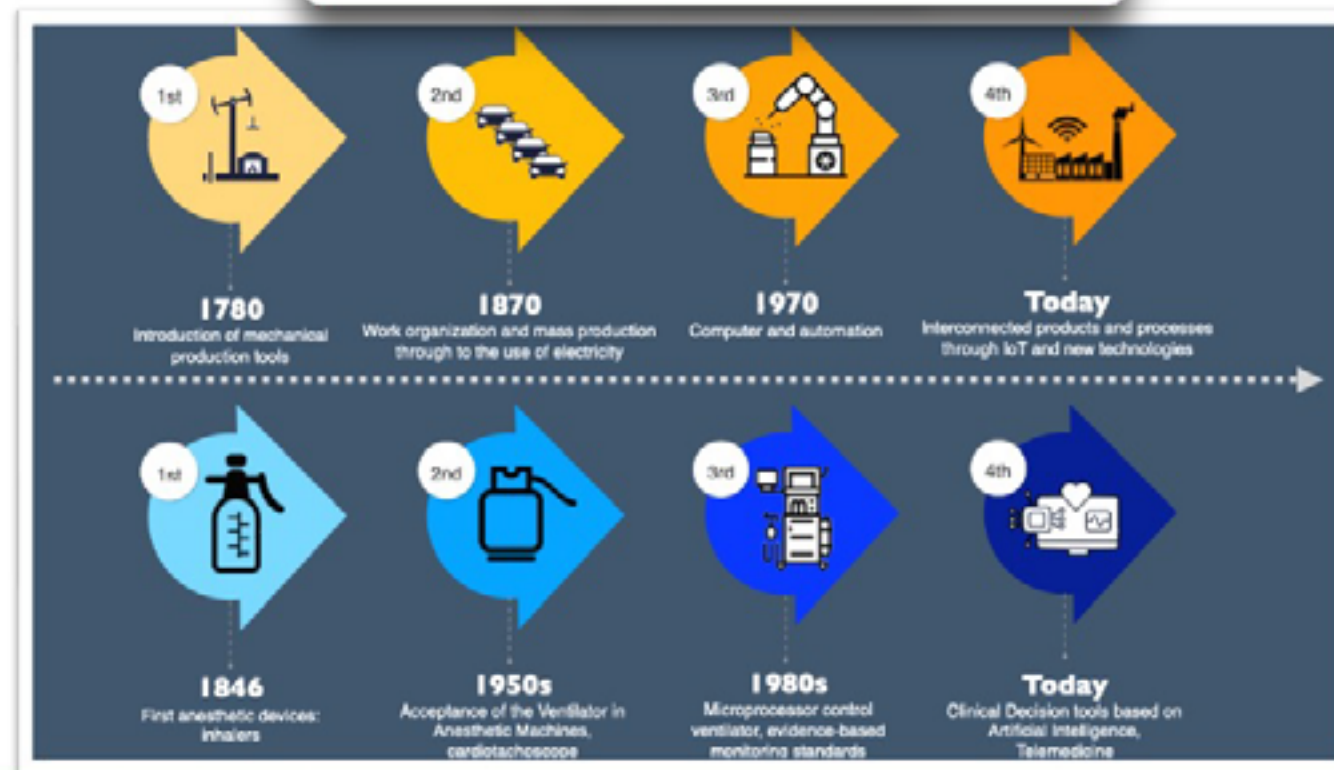 1st
2nd
3rd
4th
1780
Introduction of mechanical
production tools
1870
Work organization and mass production
through to the use of electricity
1970
Computer and automation
Today
Interconnected products and processes
through IoT and new technologies
1st
2nd
3rd
4th
1846
First anesthetic devices:
inhalers
1950s
Acceptance of the Ventilator in
Anesthetic Machines,
cardiotachoscope
1980s
Microprocessor control
ventilator, evidence-based
monitoring standards
Today
Clinical Decision tools based on
Artificial Intelligence,
Telemedicine